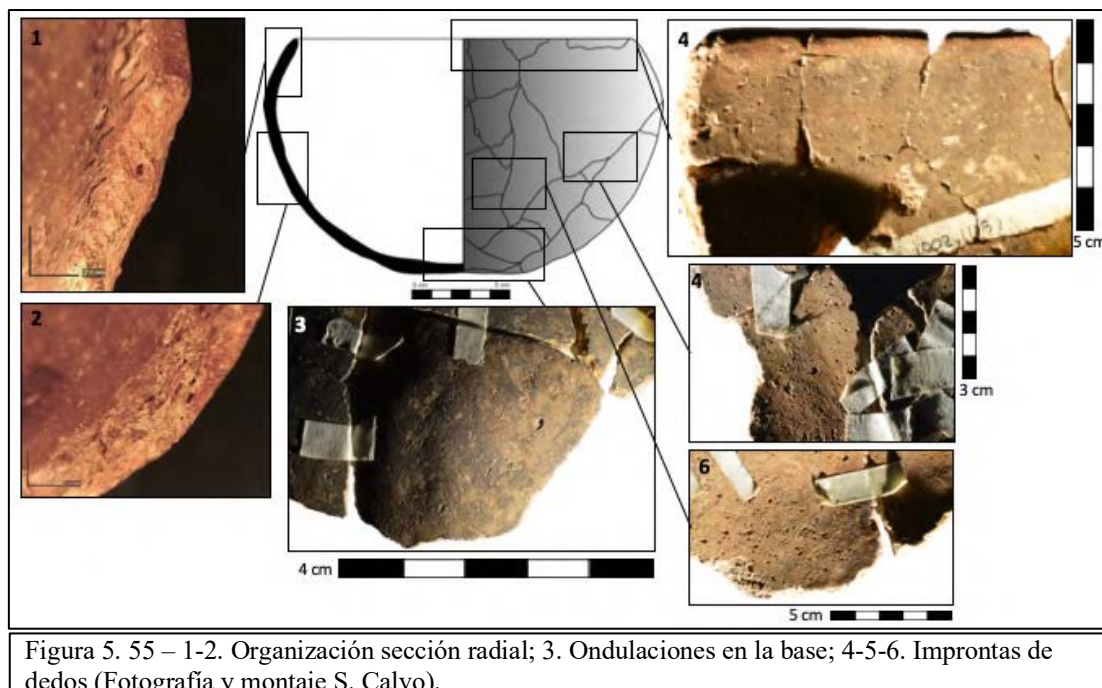 1
4
5 cm
2
3
4
3 cm
6
4 cm
5 cm
Figura 5. 55 – 1-2. Organización sección radial; 3. Ondulaciones en la base; 4-5-6. Improntas de
dedos (Fotografía y montaje S. Calvo).